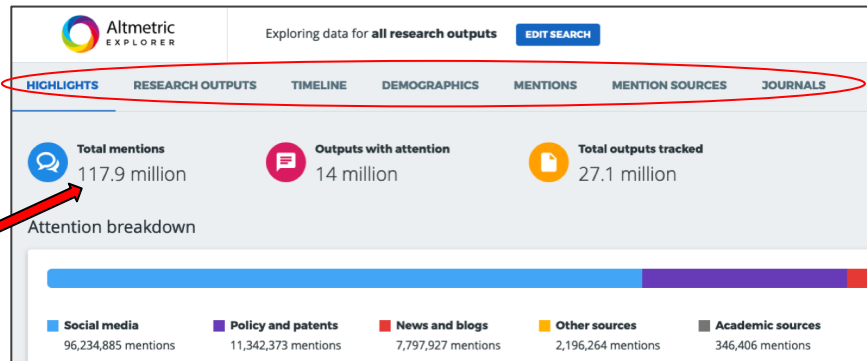 Altmetric
EXPLORER
Exploring data for all research outputs EDIT SEARCH
HIGHLIGHTS RESEARCH OUTPUTS TIMELINE DEMOGRAPHICS MENTIONS MENTION SOURCES JOURNALS
Total mentions Outputs with attention Total outputs tracked
117.9 million 14 million 27.1 million
Attention breakdown
Social media Policy and patents News and blogs Other sources Academic sources
96,234,885 mentions 11,342,373 mentions 7,797,927 mentions 2,196,264 mentions 346,406 mentions